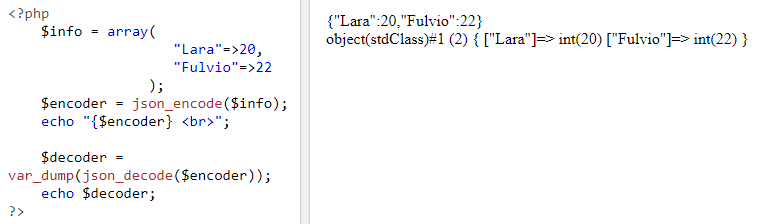 <?php
    $info = array(
                     "Lara"=>20,
                     "Fulvio"=>22
                  );
    $encoder = json_encode($info);
    echo "{$encoder} <br>";

    $decoder =
var_dump(json_decode($encoder));
    echo $decoder;
?>
{"Lara":20,"Fulvio":22}
object(stdClass)#1 (2) { ["Lara"]=> int(20) ["Fulvio"]=> int(22) }